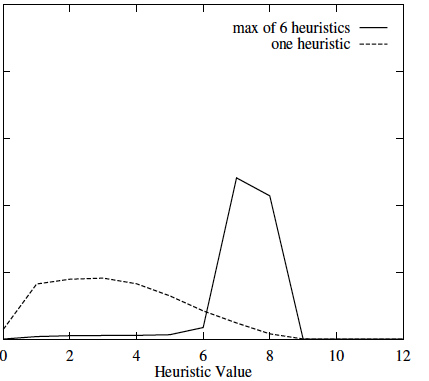 max of 6 heuristics
one heuristic
0 2 4 6 8 10 12
Heuristic Value